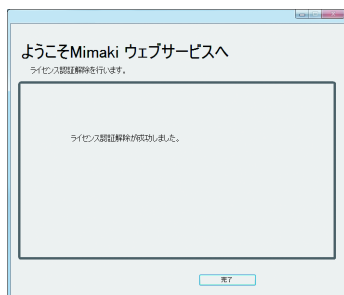 ようこそMimaki ウェブサービスへ
ライセンス認証解除を行います。
ライセンス認証解除が成功しました。
完了